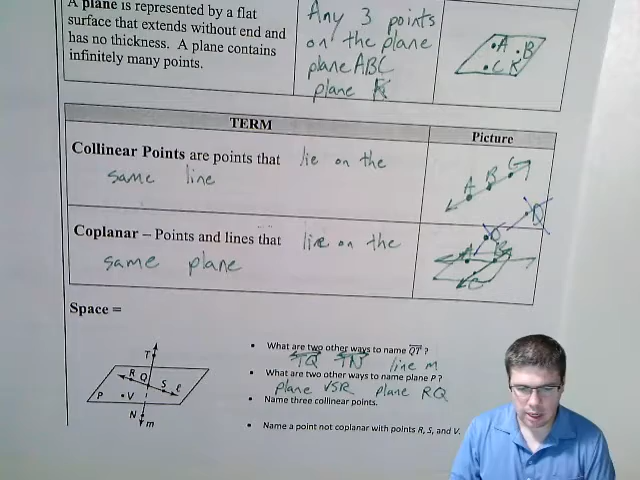 A plane is represented by a flat
surface that extends without end and
has no thickness. A plane contains
infinitely many points.
Any 3 points
on the plane
plane ABC
plane K
A B
C K
TERM
Picture
Collinear Points are points that lie on the
same line
A B C
Coplanar – Points and lines that lie on the
same plane
A B
C
Space =
What are two other ways to name QT ?
TQ TN line m
What are two other ways to name plane P ?
plane VSR plane RQ
Name three collinear points.
Name a point not coplanar with points R, S, and V.
T
R Q S ℓ
P V
N m